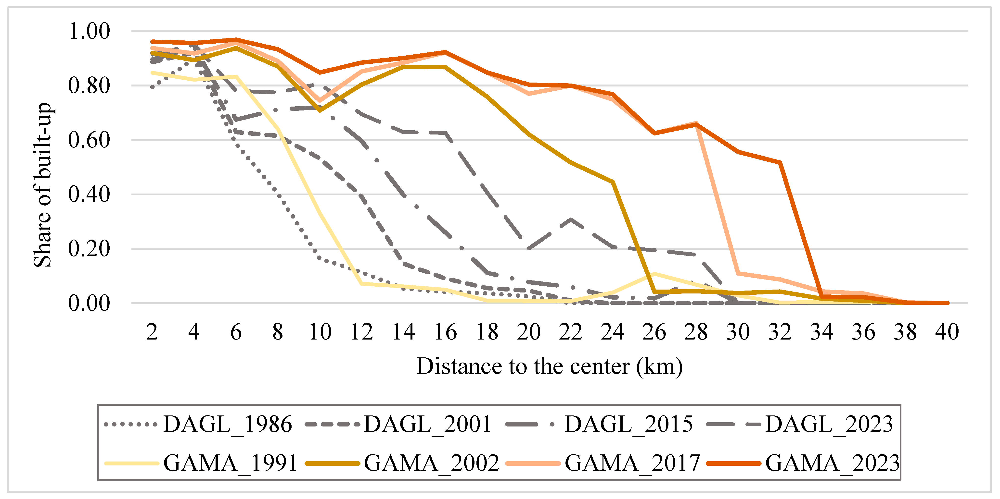 1.00
0.80
0.60
0.40
0.20
0.00
Share of built-up
2 4 6 8 10 12 14 16 18 20 22 24 26 28 30 32 34 36 38 40
Distance to the center (km)
DAGL_1986 DAGL_2001 DAGL_2015 DAGL_2023
GAMA_1991 GAMA_2002 GAMA_2017 GAMA_2023